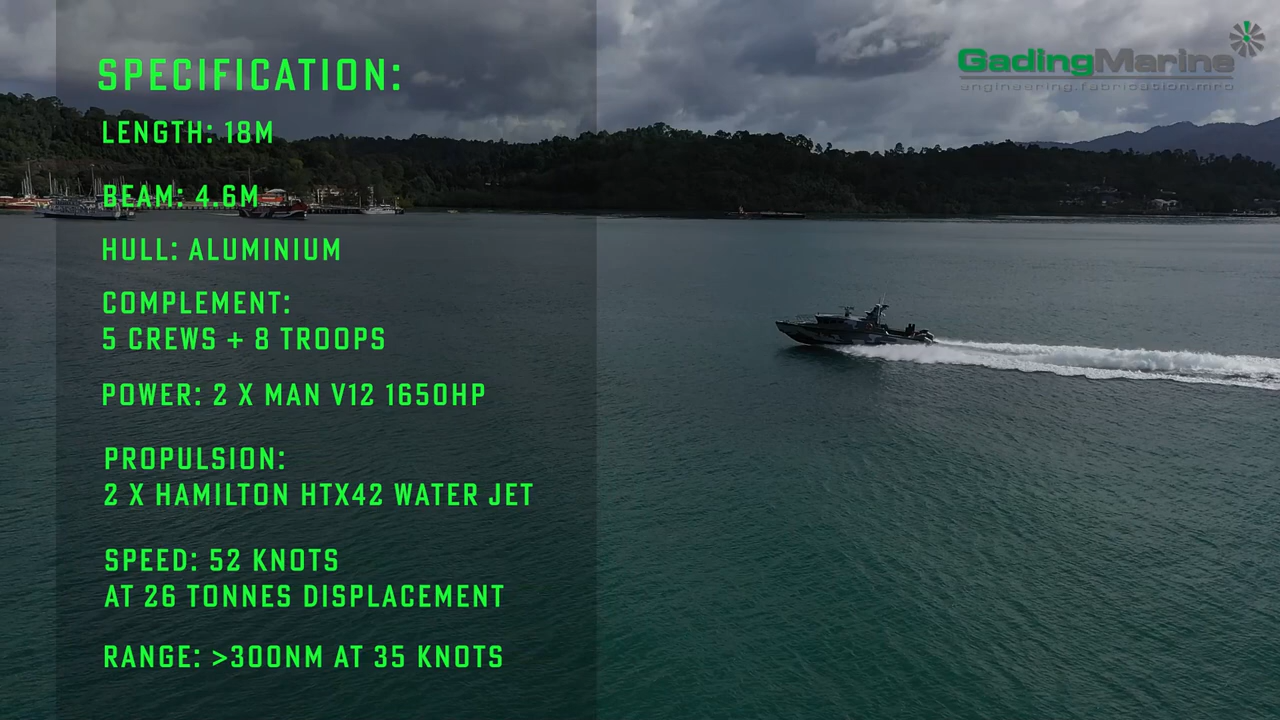 GadingMarine
engineering.fabrication.mro
SPECIFICATION:
LENGTH: 18M
BEAM: 4.6M
HULL: ALUMINIUM
COMPLEMENT:
5 CREWS + 8 TROOPS
POWER: 2 X MAN V12 1650HP
PROPULSION:
2 X HAMILTON HTX42 WATER JET
SPEED: 52 KNOTS
AT 26 TONNES DISPLACEMENT
RANGE: >300NM AT 35 KNOTS